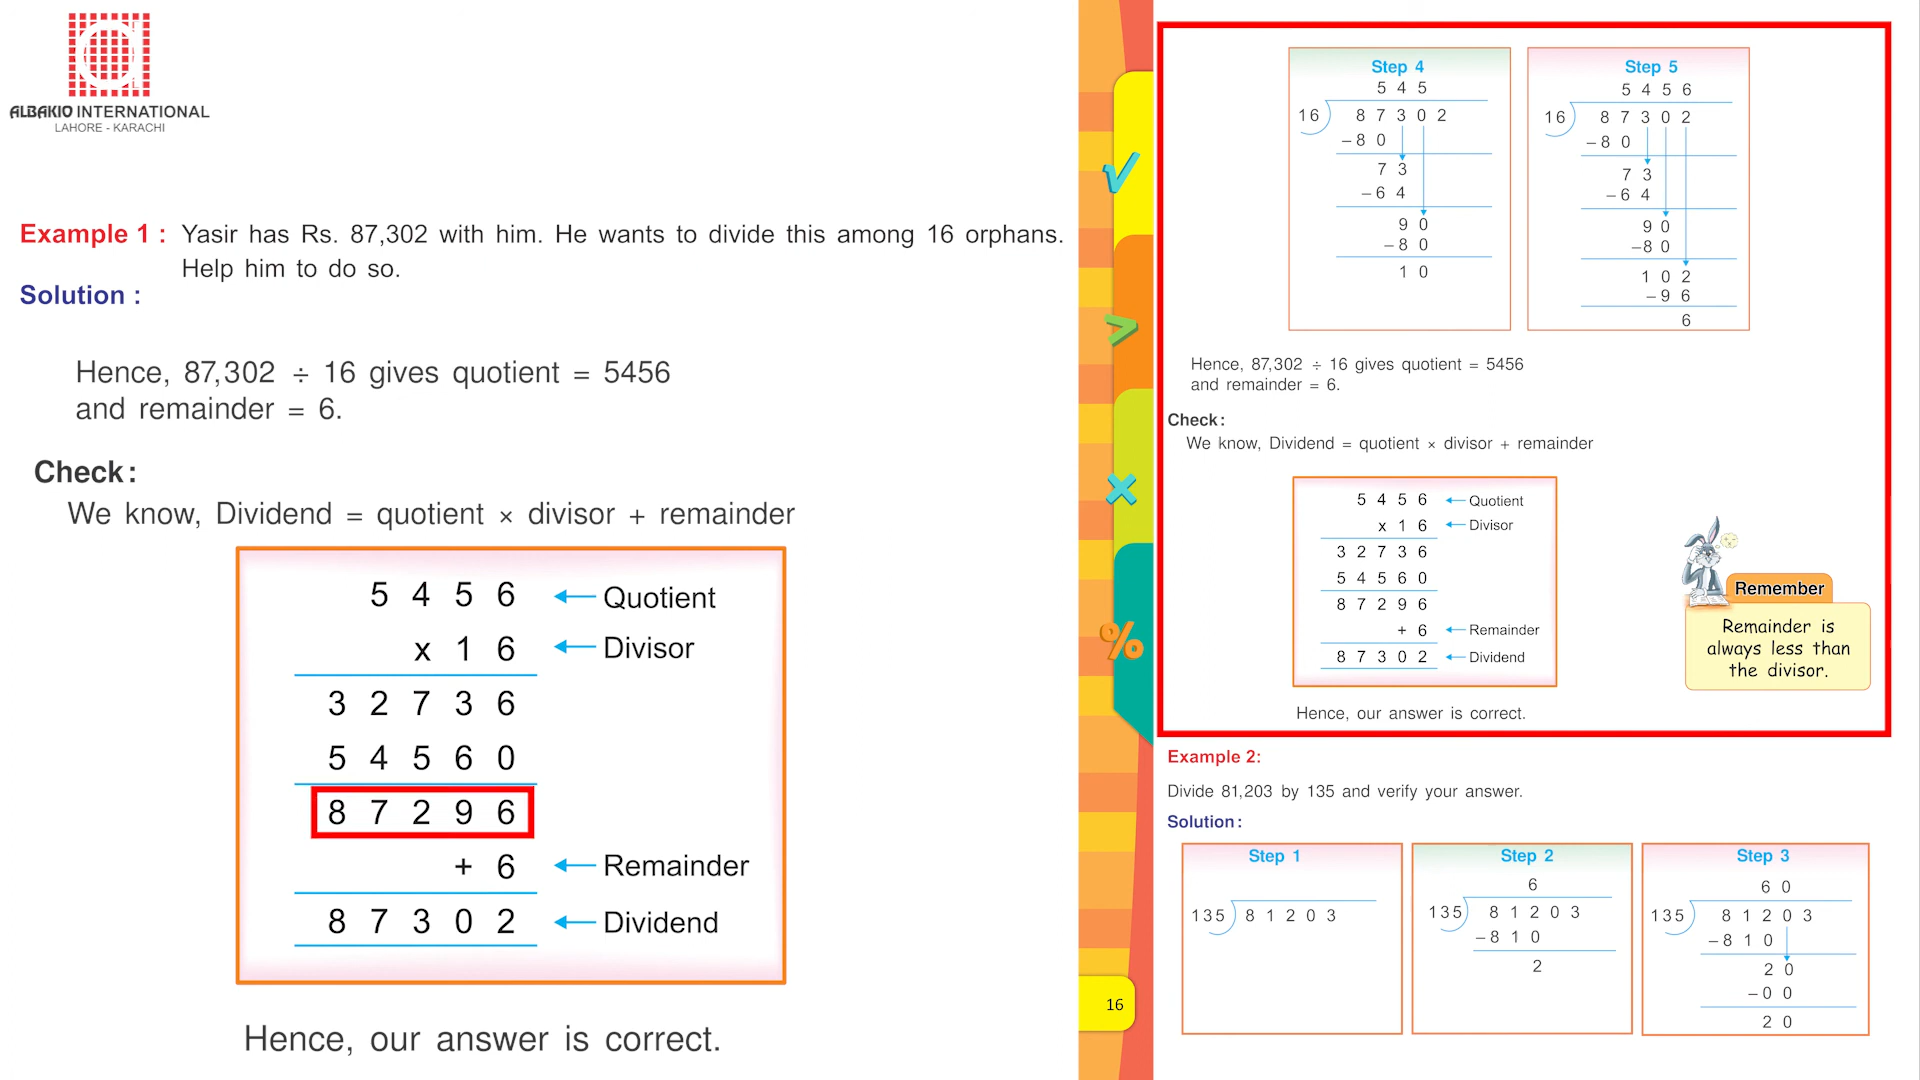 ALBAKIO INTERNATIONAL
LAHORE - KARACHI
Example 1 : Yasir has Rs. 87,302 with him. He wants to divide this among 16 orphans.
Help him to do so.
Solution :
Hence, 87,302 ÷ 16 gives quotient = 5456
and remainder = 6.
Check:
We know, Dividend = quotient × divisor + remainder
5 4 5 6 ← Quotient
x 1 6 ← Divisor
3 2 7 3 6
5 4 5 6 0
8 7 2 9 6
+ 6 ← Remainder
8 7 3 0 2 ← Dividend
Hence, our answer is correct.
√
>
×
%
16
Step 4
5 4 5
16 8 7 3 0 2
−8 0
7 3
−6 4
9 0
−8 0
1 0
Step 5
5 4 5 6
16 8 7 3 0 2
−8 0
7 3
−6 4
9 0
−8 0
1 0 2
−9 6
6
Hence, 87,302 ÷ 16 gives quotient = 5456
and remainder = 6.
Check:
We know, Dividend = quotient × divisor + remainder
5 4 5 6 ← Quotient
x 1 6 ← Divisor
3 2 7 3 6
5 4 5 6 0
8 7 2 9 6
+ 6 ← Remainder
8 7 3 0 2 ← Dividend
Hence, our answer is correct.
Remember
Remainder is
always less than
the divisor.
Example 2:
Divide 81,203 by 135 and verify your answer.
Solution:
Step 1
135 8 1 2 0 3
Step 2
6
135 8 1 2 0 3
−8 1 0
2
Step 3
6 0
135 8 1 2 0 3
−8 1 0
2 0
−0 0
2 0